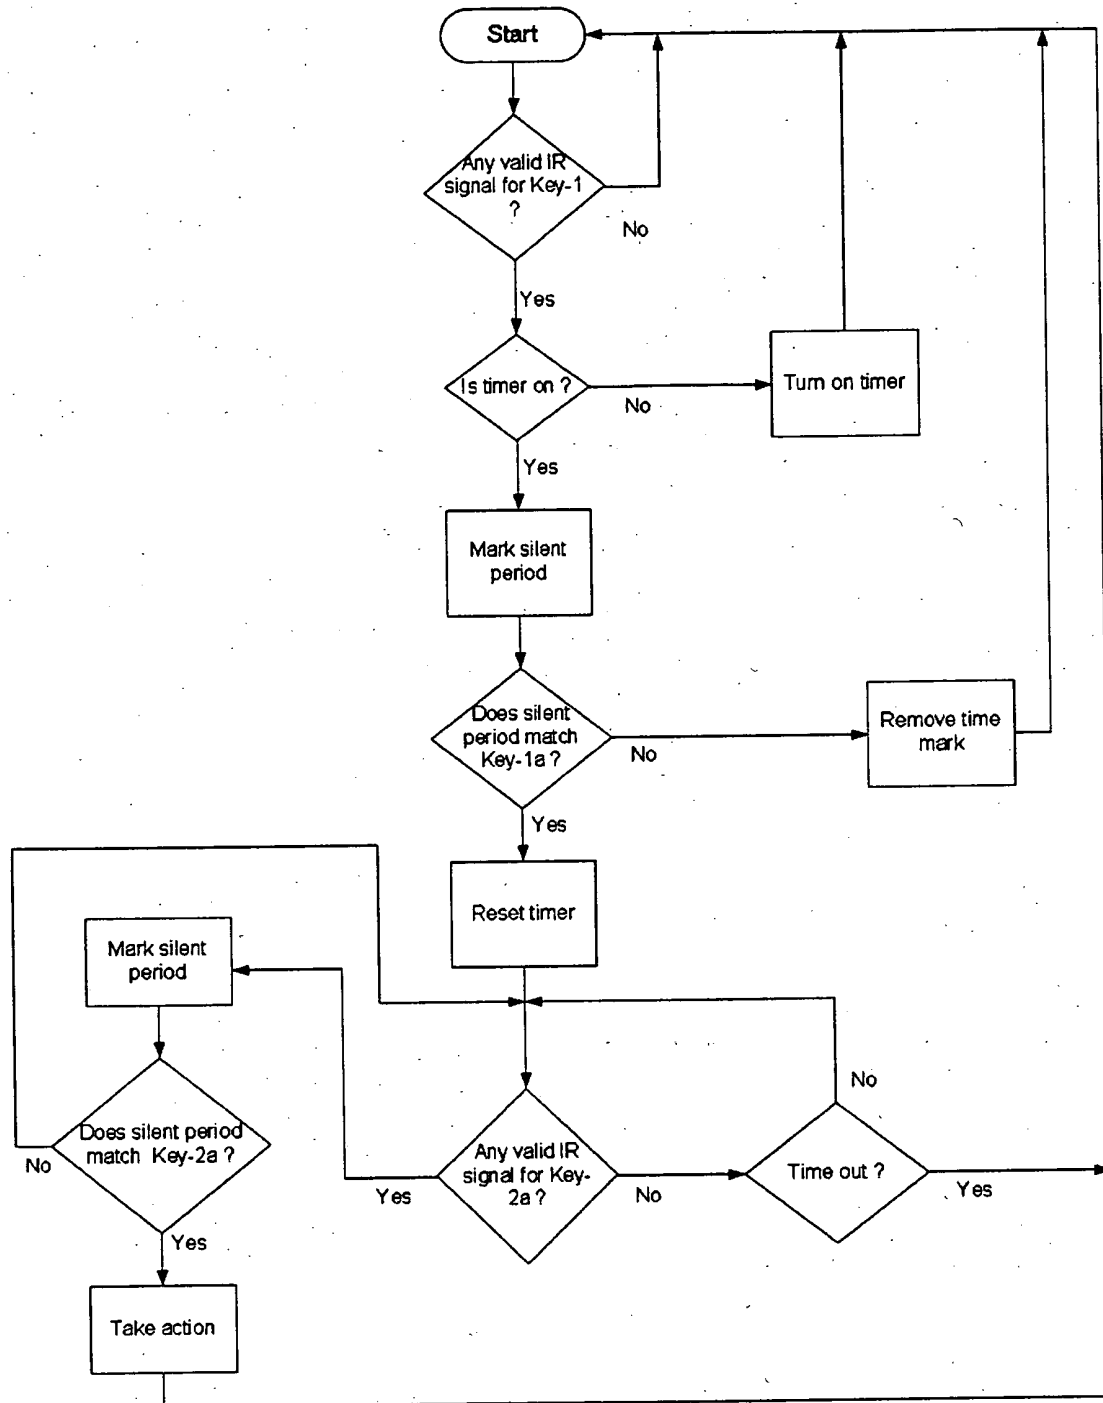 Start
Any valid IR
signal for Key-1
?
No
Yes
Is timer on ?
No
Turn on timer
Yes
Mark silent
period
Does silent
period match
Key-1a ?
No
Remove time
mark
Yes
Reset timer
Mark silent
period
No
Does silent period
match Key-2a ?
No
Yes
Any valid IR
signal for Key-
2a ?
Yes
No
Time out ?
Yes
Take action